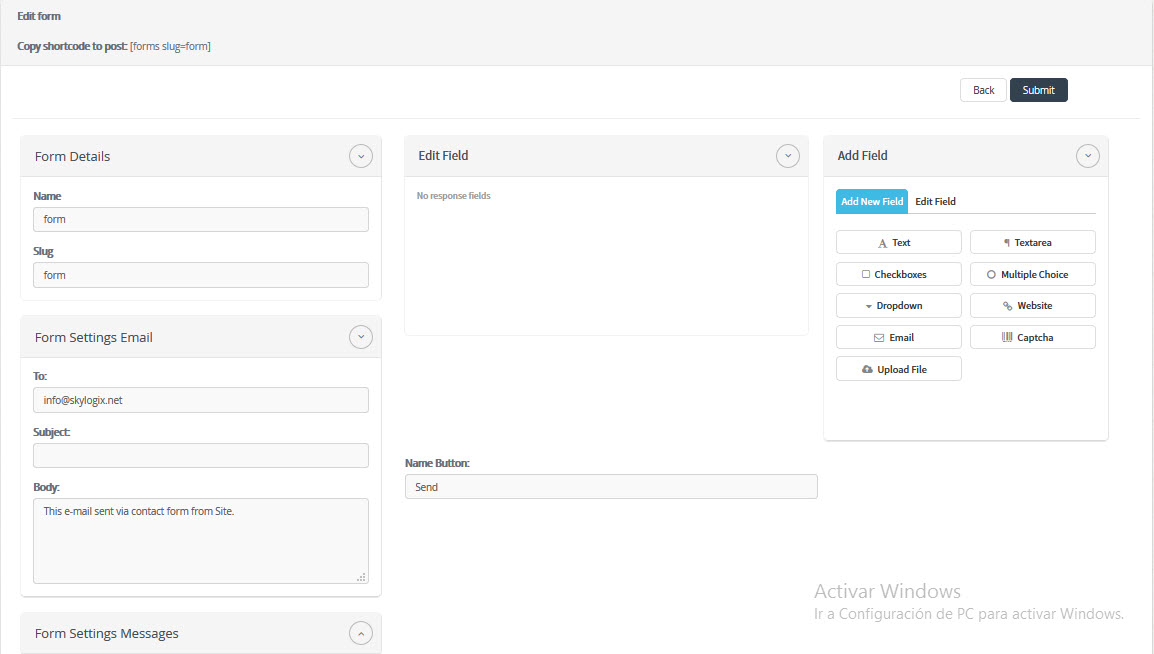 Edit form
Copy shortcode to post: [forms slug=form]
Back
Submit
Form Details
Name
form
Slug
form
Form Settings Email
To:
info@skylogix.net
Subject:
Body:
This e-mail sent via contact form from Site.
Form Settings Messages
Edit Field
No response fields
Name Button:
Send
Add Field
Add New Field
Edit Field
Text
Textarea
Checkboxes
Multiple Choice
Dropdown
Website
Email
Captcha
Upload File
Activar Windows
Ir a Configuración de PC para activar Windows.